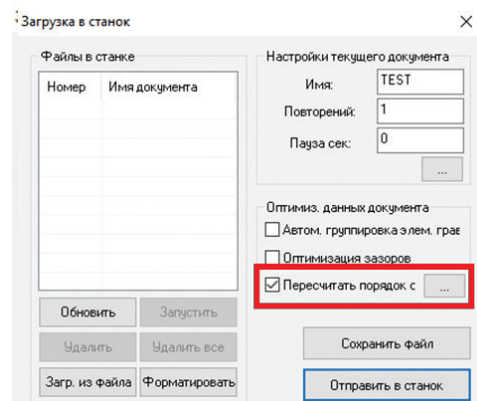 Загрузка в станок
Файлы в станке
Номер Имя документа
Обновить Запустить
Удалить Удалить все
Загр. из файла Форматировать
Настройки текущего документа
Имя: TEST
Повторений: 1
Пауза сек: 0
...
Оптимиз. данных документа
Автом. группировка элем. грав
Оптимизация зазоров
Пересчитать порядок с ...
Сохранить файл
Отправить в станок